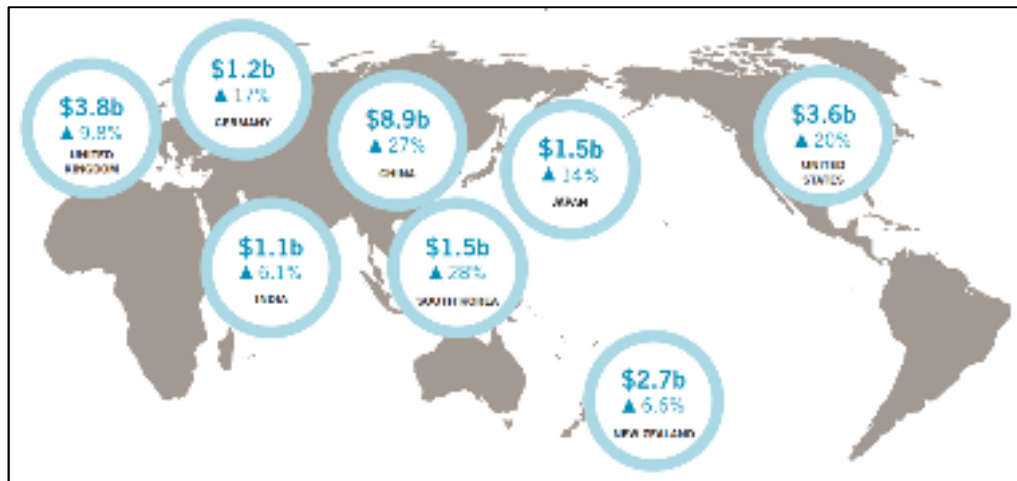 $3.8b
▲ 9.8%
UNITED
KINGDOM
$1.2b
▲ 17%
GERMANY
$8.9b
▲ 27%
CHINA
$1.5b
▲ 14%
JAPAN
$3.6b
▲ 20%
UNITED
STATES
$1.1b
▲ 6.1%
INDIA
$1.5b
▲ 28%
SOUTH KOREA
$2.7b
▲ 6.6%
NEW ZEALAND